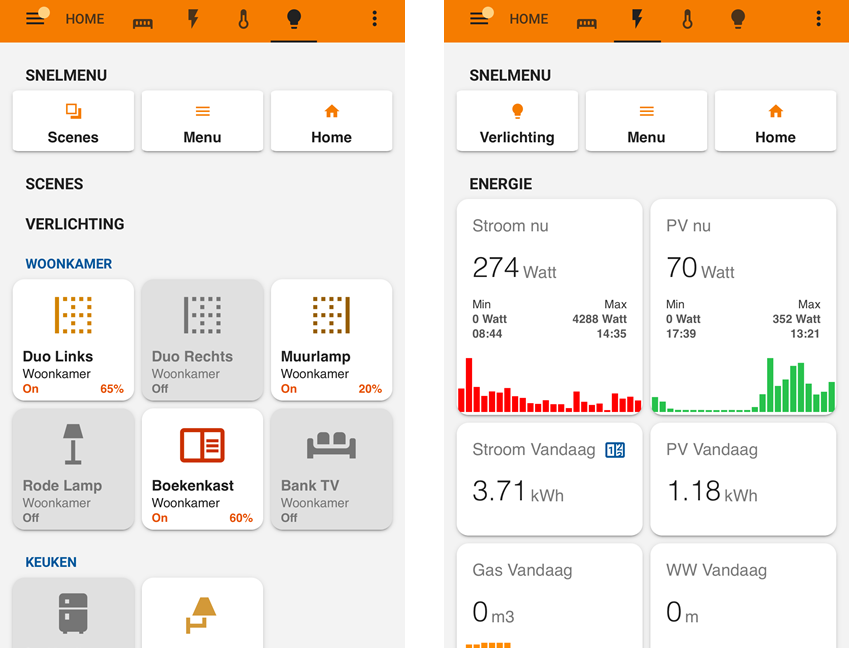 HOME
SNELMENU
Scenes Menu Home
SCENES
VERLICHTING
WOONKAMER
Duo Links
Woonkamer
On 65%
Duo Rechts
Woonkamer
Off
Muurlamp
Woonkamer
On 20%
Rode Lamp
Woonkamer
Off
Boekenkast
Woonkamer
On 60%
Bank TV
Woonkamer
Off
KEUKEN
HOME
SNELMENU
Verlichting Menu Home
ENERGIE
Stroom nu
274 Watt
Min Max
0 Watt 4288 Watt
08:44 14:35
PV nu
70 Watt
Min Max
0 Watt 352 Watt
17:39 13:21
Stroom Vandaag
3.71 kWh
PV Vandaag
1.18 kWh
Gas Vandaag
0 m3
WW Vandaag
0 m